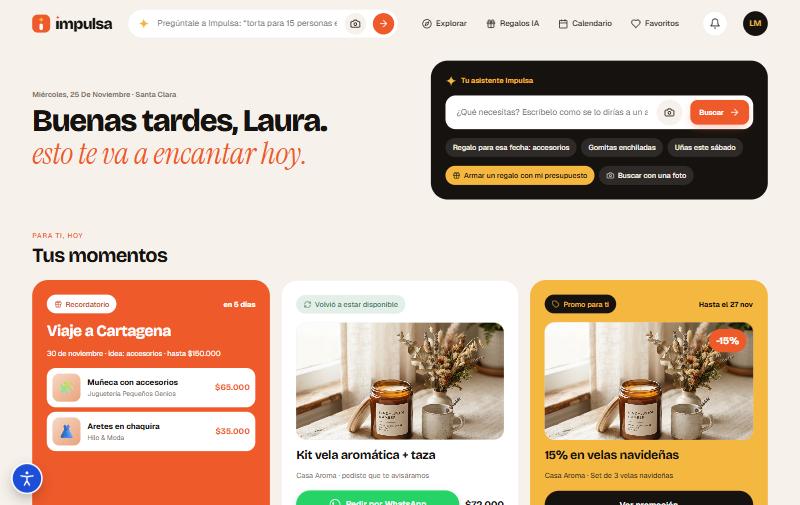 impulsa
Pregúntale a Impulsa: "torta para 15 personas e
Explorar
Regalos IA
Calendario
Favoritos
LM
Miércoles, 25 De Noviembre · Santa Clara
Buenas tardes, Laura.
esto te va a encantar hoy.
Tu asistente Impulsa
¿Qué necesitas? Escríbelo como se lo dirías a un a
Buscar
Regalo para esa fecha: accesorios
Gomitas enchiladas
Uñas este sábado
Armar un regalo con mi presupuesto
Buscar con una foto
PARA TI, HOY
Tus momentos
Recordatorio
en 5 días
Viaje a Cartagena
30 de noviembre · Idea: accesorios · hasta $150.000
Muñeca con accesorios
Juguetería Pequeños Genios
$65.000
Aretes en chaquira
Hilo & Moda
$35.000
Volvió a estar disponible
Kit vela aromática + taza
Casa Aroma · pediste que te avisáramos
Pedir por WhatsApp
$72.000
Promo para ti
Hasta el 27 nov
-15%
15% en velas navideñas
Casa Aroma · Set de 3 velas navideñas
Ver promoción